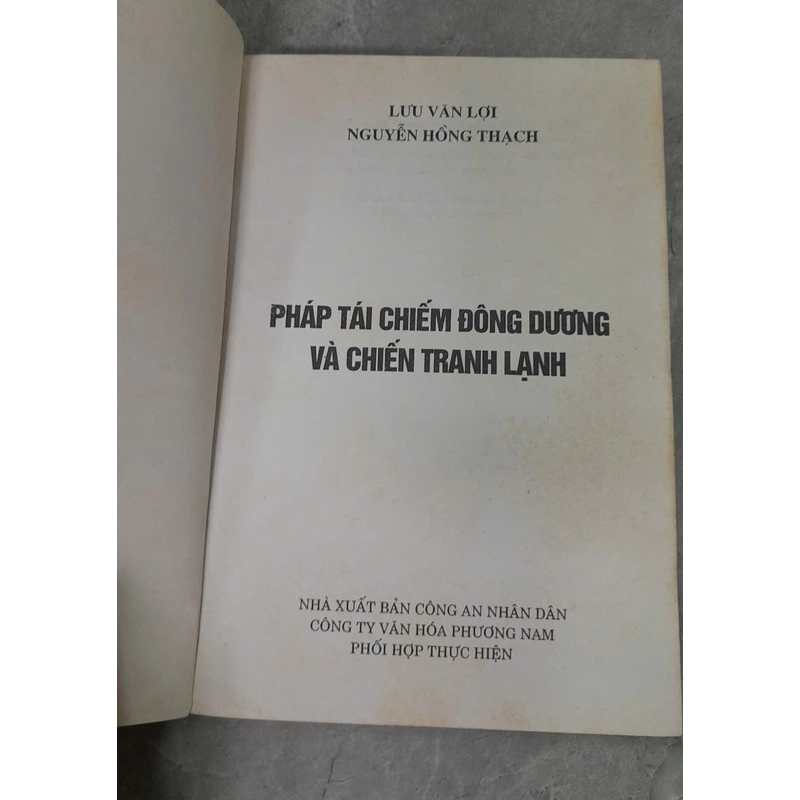 LƯU VĂN LỢI
NGUYỄN HỒNG THẠCH
PHÁP TÁI CHIẾM ĐÔNG DƯƠNG
VÀ CHIẾN TRANH LẠNH
NHÀ XUẤT BẢN CÔNG AN NHÂN DÂN
CÔNG TY VĂN HÓA PHƯƠNG NAM
PHỐI HỢP THỰC HIỆN